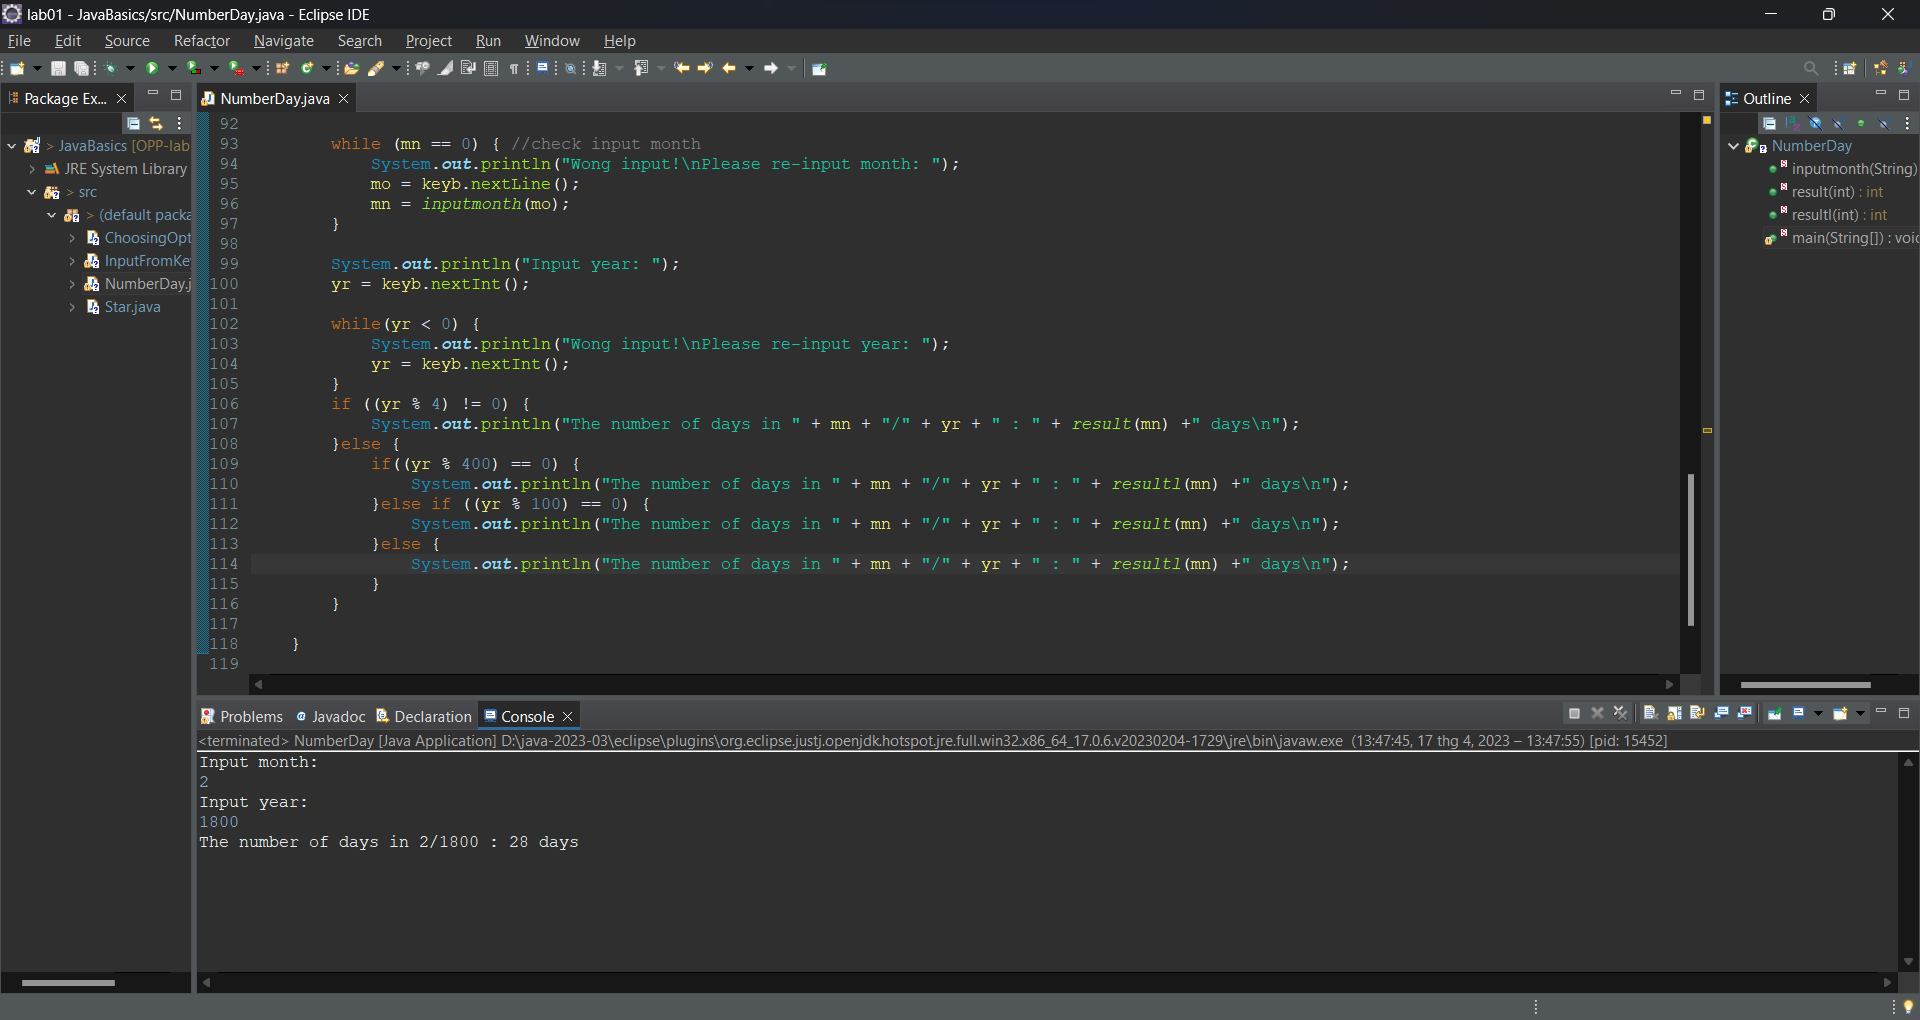 lab01 - JavaBasics/src/NumberDay.java - Eclipse IDE
File Edit Source Refactor Navigate Search Project Run Window Help
Package Ex...
JavaBasics [OPP-lab
JRE System Library
src
(default packa
ChoosingOpt
InputFromKe
NumberDay.j
Star.java
NumberDay.java
92
93 while (mn == 0) { //check input month
94 System.out.println("Wong input!\nPlease re-input month: ");
95 mo = keyb.nextLine();
96 mn = inputmonth(mo);
97 }
98
99 System.out.println("Input year: ");
100 yr = keyb.nextInt();
101
102 while(yr < 0) {
103 System.out.println("Wong input!\nPlease re-input year: ");
104 yr = keyb.nextInt();
105 }
106 if ((yr % 4) != 0) {
107 System.out.println("The number of days in " + mn + "/" + yr + " : " + result(mn) +" days\n");
108 }else {
109 if((yr % 400) == 0) {
110 System.out.println("The number of days in " + mn + "/" + yr + " : " + resultl(mn) +" days\n");
111 }else if ((yr % 100) == 0) {
112 System.out.println("The number of days in " + mn + "/" + yr + " : " + result(mn) +" days\n");
113 }else {
114 System.out.println("The number of days in " + mn + "/" + yr + " : " + resultl(mn) +" days\n");
115 }
116 }
117
118 }
119
Outline
NumberDay
inputmonth(String)
result(int) : int
resultl(int) : int
main(String[]) : voic
Problems Javadoc Declaration Console
<terminated> NumberDay [Java Application] D:\java-2023-03\eclipse\plugins\org.eclipse.justj.openjdk.hotspot.jre.full.win32.x86_64_17.0.6.v20230204-1729\jre\bin\javaw.exe (13:47:45, 17 thg 4, 2023 – 13:47:55) [pid: 15452]
Input month:
2
Input year:
1800
The number of days in 2/1800 : 28 days